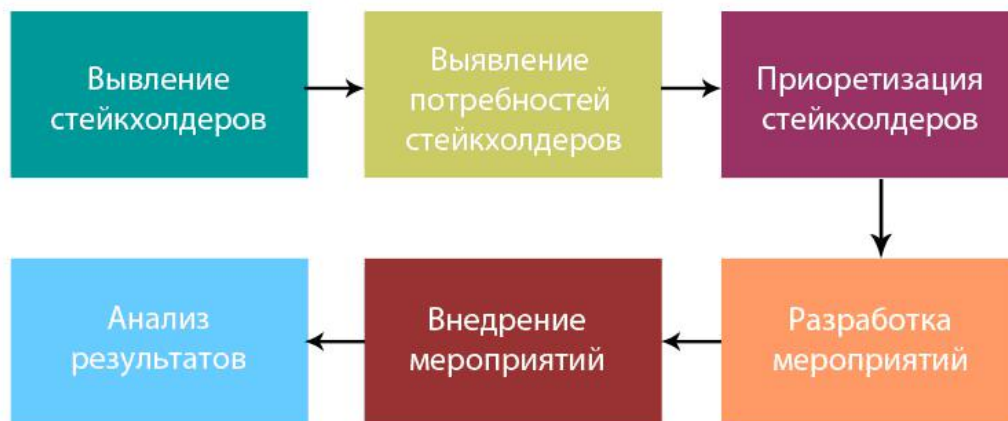 Вывление
стейкхолдеров
Выявление
потребностей
стейкхолдеров
Приоретизация
стейкхолдеров
Разработка
мероприятий
Внедрение
мероприятий
Анализ
результатов